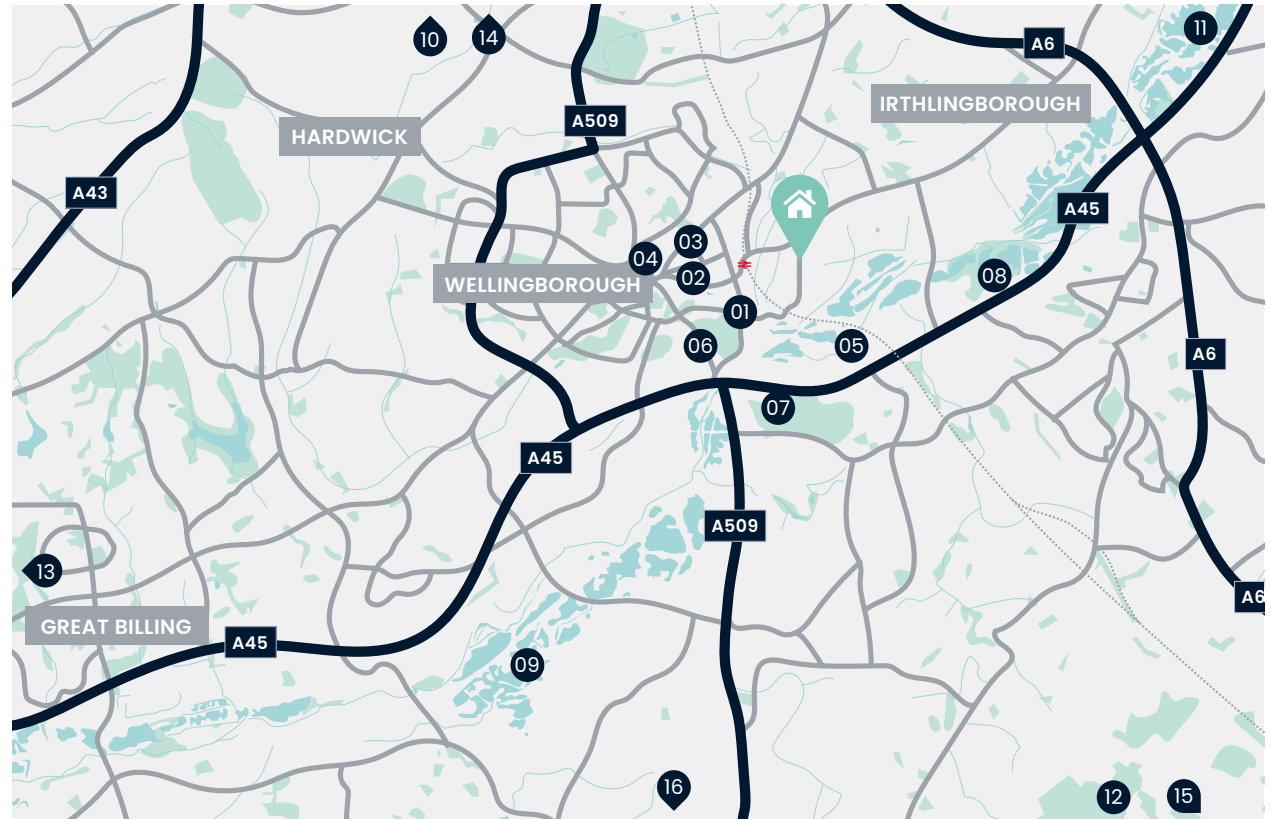 11
10
14
A6
IRTHLINGBOROUGH
A509
HARDWICK
A43
A45
03
04
02
08
WELLINGBOROUGH
01
06
05
A6
07
A45
A509
13
A6
GREAT BILLING
A45
09
16
12
15